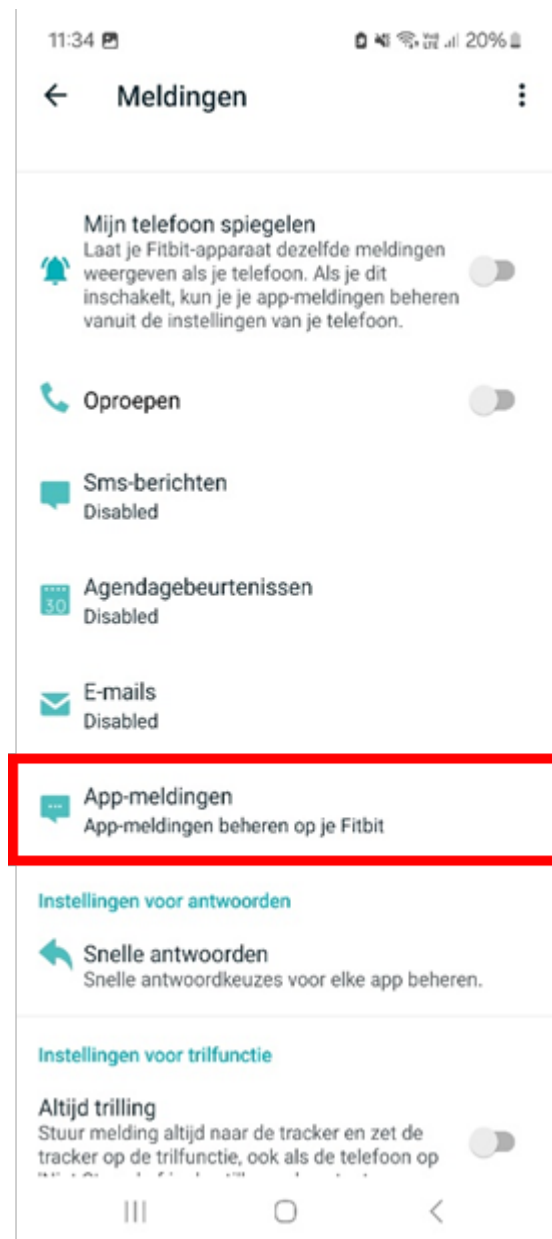 11:34 20%
Meldingen
Mijn telefoon spiegelen
Laat je Fitbit-apparaat dezelfde meldingen
weergeven als je telefoon. Als je dit
inschakelt, kun je je app-meldingen beheren
vanuit de instellingen van je telefoon.
Oproepen
Sms-berichten
Disabled
30
Agendagebeurtenissen
Disabled
E-mails
Disabled
App-meldingen
App-meldingen beheren op je Fitbit
Instellingen voor antwoorden
Snelle antwoorden
Snelle antwoordkeuzes voor elke app beheren.
Instellingen voor trilfunctie
Altijd trilling
Stuur melding altijd naar de tracker en zet de
tracker op de trilfunctie, ook als de telefoon op